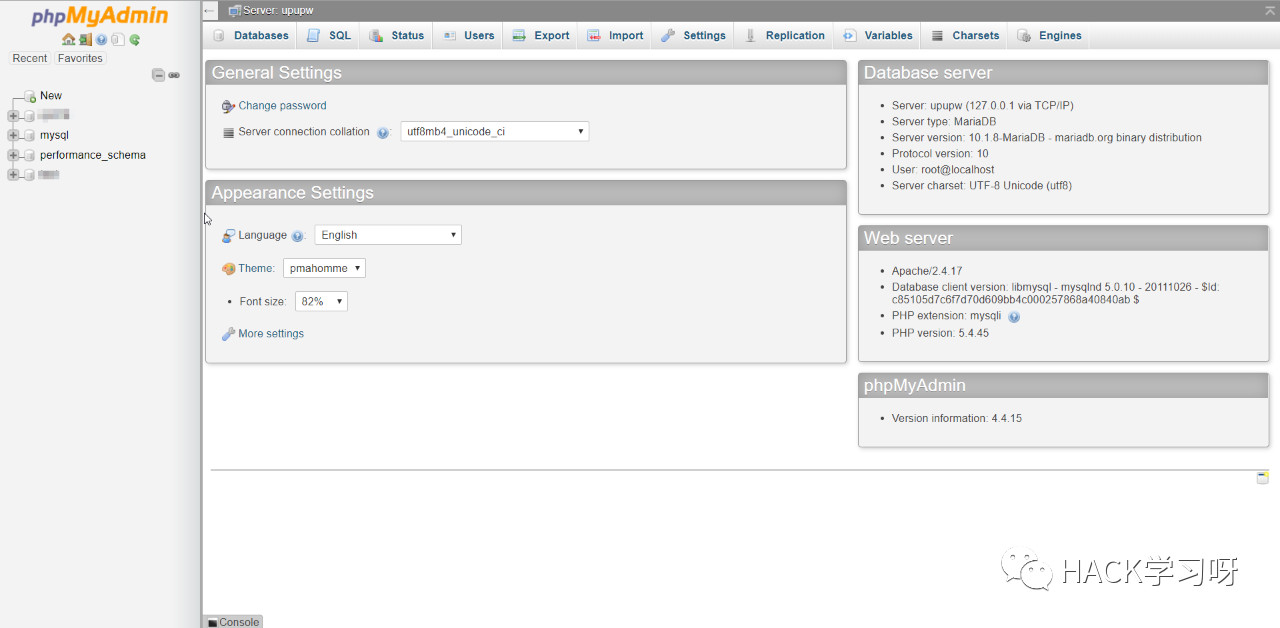 phpMyAdmin
Recent Favorites
New
mysql
performance_schema
Server: upupw
Databases SQL Status Users Export Import Settings Replication Variables Charsets Engines
General Settings
Change password
Server connection collation : utf8mb4_unicode_ci
Appearance Settings
Language : English
Theme: pmahomme
Font size: 82%
More settings
Database server
Server: upupw (127.0.0.1 via TCP/IP)
Server type: MariaDB
Server version: 10.1.8-MariaDB - mariadb.org binary distribution
Protocol version: 10
User: root@localhost
Server charset: UTF-8 Unicode (utf8)
Web server
Apache/2.4.17
Database client version: libmysql - mysqlnd 5.0.10 - 20111026 - $Id:
c85105d7c6f7d70d609bb4c000257868a40840ab $
PHP extension: mysqli
PHP version: 5.4.45
phpMyAdmin
Version information: 4.4.15
HACK学习呀
Console